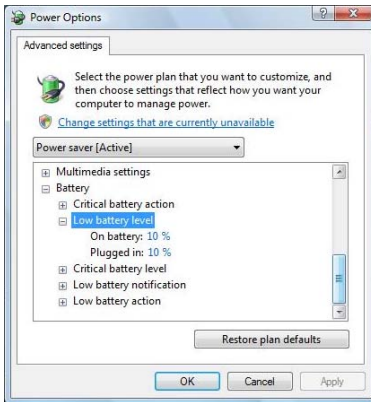 Power Options
Advanced settings
Select the power plan that you want to customize, and
then choose settings that reflect how you want your
computer to manage power.
Change settings that are currently unavailable
Power saver [Active]
Multimedia settings
Battery
Critical battery action
Low battery level
On battery: 10 %
Plugged in: 10 %
Critical battery level
Low battery notification
Low battery action
Restore plan defaults
OK Cancel Apply